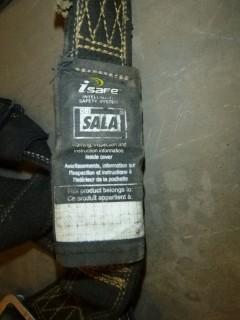 isafe
INTELLIGENT
SAFETY SYSTEM
DBI
SALA
Warning, inspection and
instruction information
inside cover
Avertissements, information sur
l'inspection et instructions à
l'intérieur de la pochette
This product belongs to:
Ce produit appartient à: